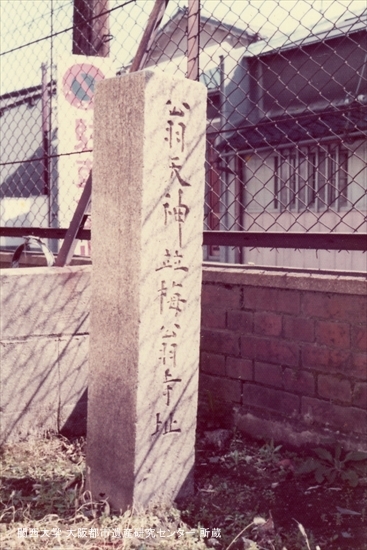 翁天神並梅翁寺址
関西大学 大阪都市遺産研究センター 所蔵